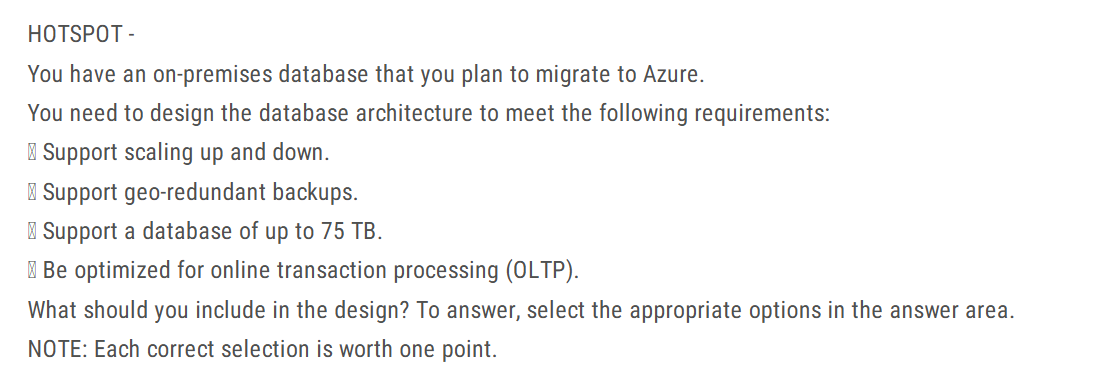 HOTSPOT -
You have an on-premises database that you plan to migrate to Azure.
You need to design the database architecture to meet the following requirements:
Support scaling up and down.
Support geo-redundant backups.
Support a database of up to 75 TB.
Be optimized for online transaction processing (OLTP).
What should you include in the design? To answer, select the appropriate options in the answer area.
NOTE: Each correct selection is worth one point.